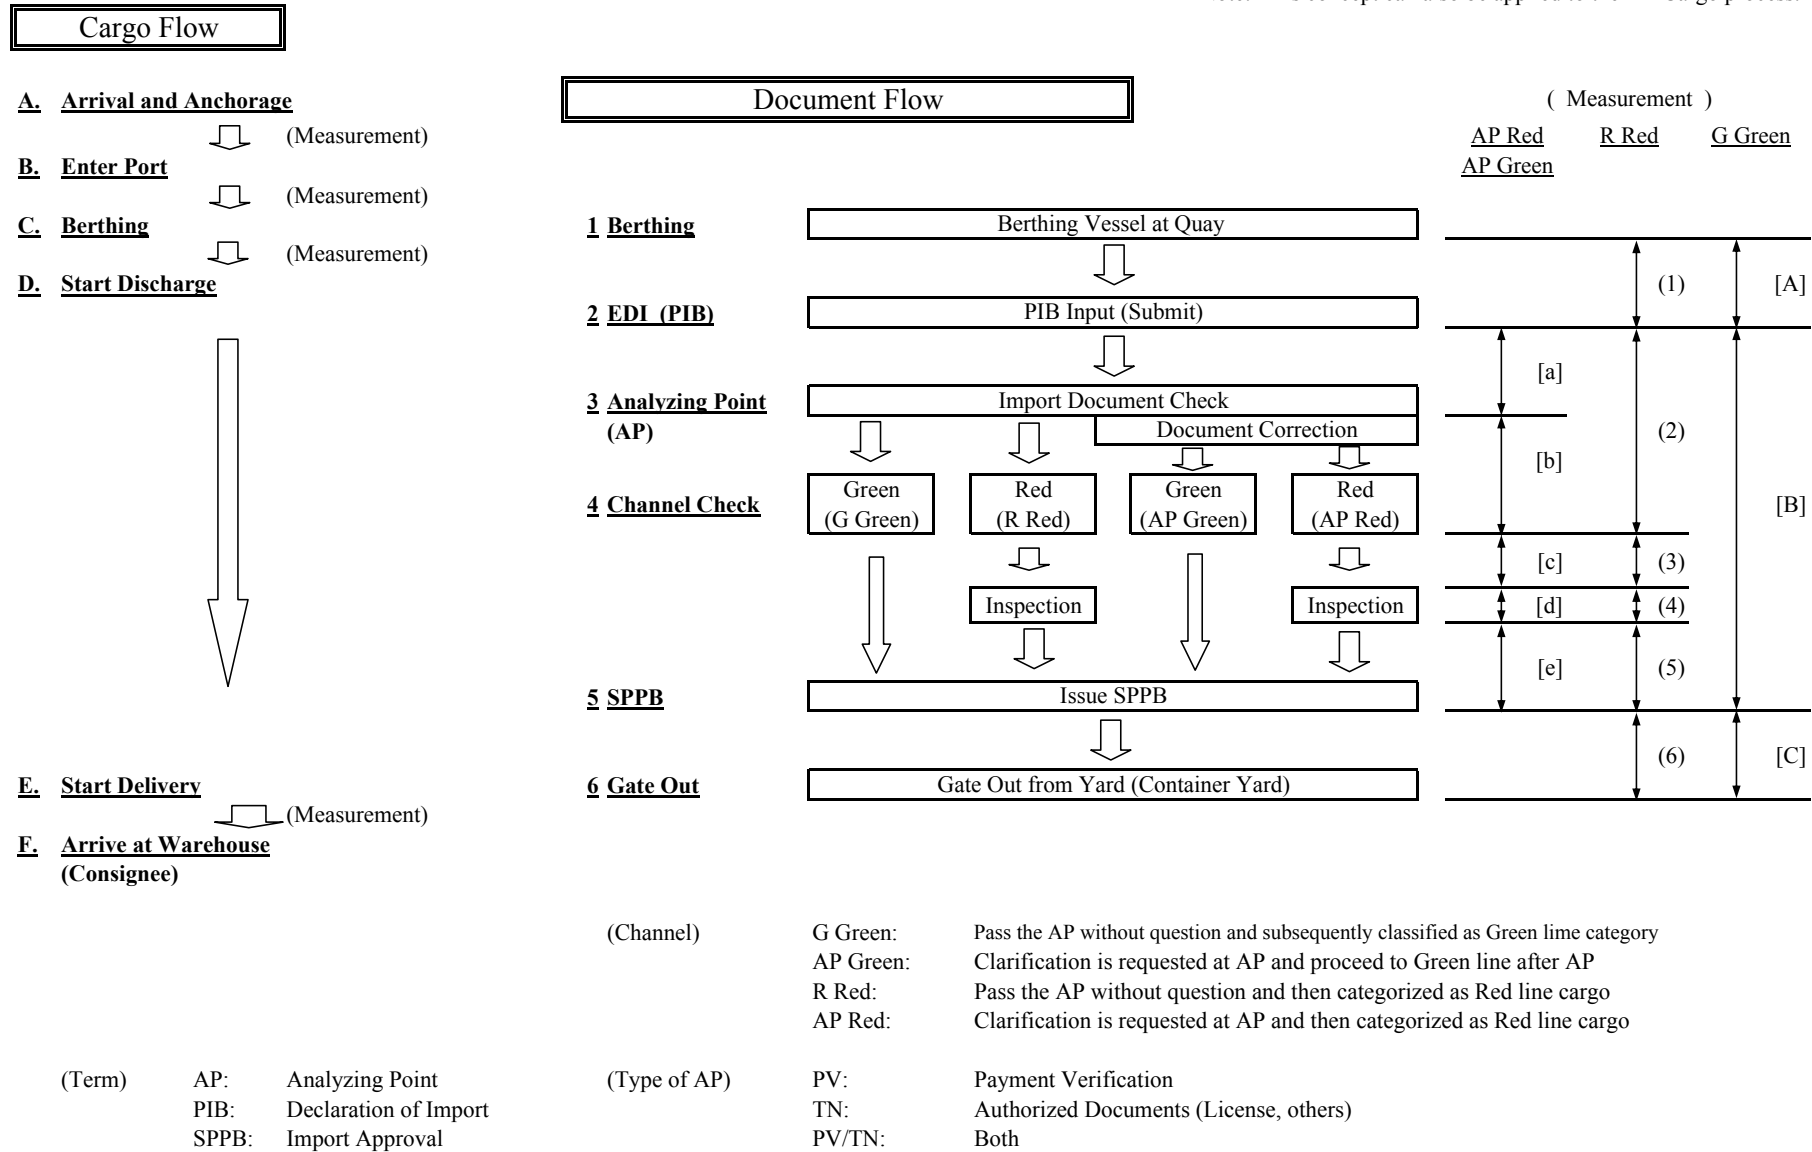 cargo process.
Cargo Flow
A. Arrival and Anchorage
(Measurement)
B. Enter Port
(Measurement)
C. Berthing
(Measurement)
D. Start Discharge
E. Start Delivery
(Measurement)
F. Arrive at Warehouse
(Consignee)
Document Flow
1 Berthing
Berthing Vessel at Quay
2 EDI (PIB)
PIB Input (Submit)
3 Analyzing Point
(AP)
Import Document Check
Document Correction
4 Channel Check
Green
(G Green)
Red
(R Red)
Green
(AP Green)
Red
(AP Red)
Inspection
Inspection
5 SPPB
Issue SPPB
6 Gate Out
Gate Out from Yard (Container Yard)
( Measurement )
AP Red
AP Green
R Red
G Green
(1) [A]
[a]
(2)
[b]
[B]
[c] (3)
[d] (4)
[e] (5)
(6) [C]
(Channel) G Green: Pass the AP without question and subsequently classified as Green lime category
AP Green: Clarification is requested at AP and proceed to Green line after AP
R Red: Pass the AP without question and then categorized as Red line cargo
AP Red: Clarification is requested at AP and then categorized as Red line cargo
(Term) AP: Analyzing Point
PIB: Declaration of Import
SPPB: Import Approval
(Type of AP) PV: Payment Verification
TN: Authorized Documents (License, others)
PV/TN: Both